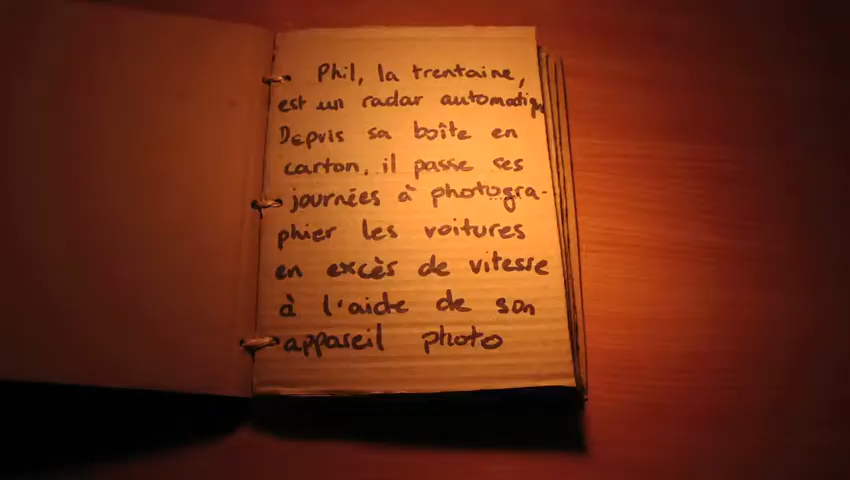 Phil, la trentaine,
est un radar automatique
Depuis sa boîte en
carton, il passe ses
journées à photogra-
phier les voitures
en excès de vitesse
à l'aide de son
appareil photo